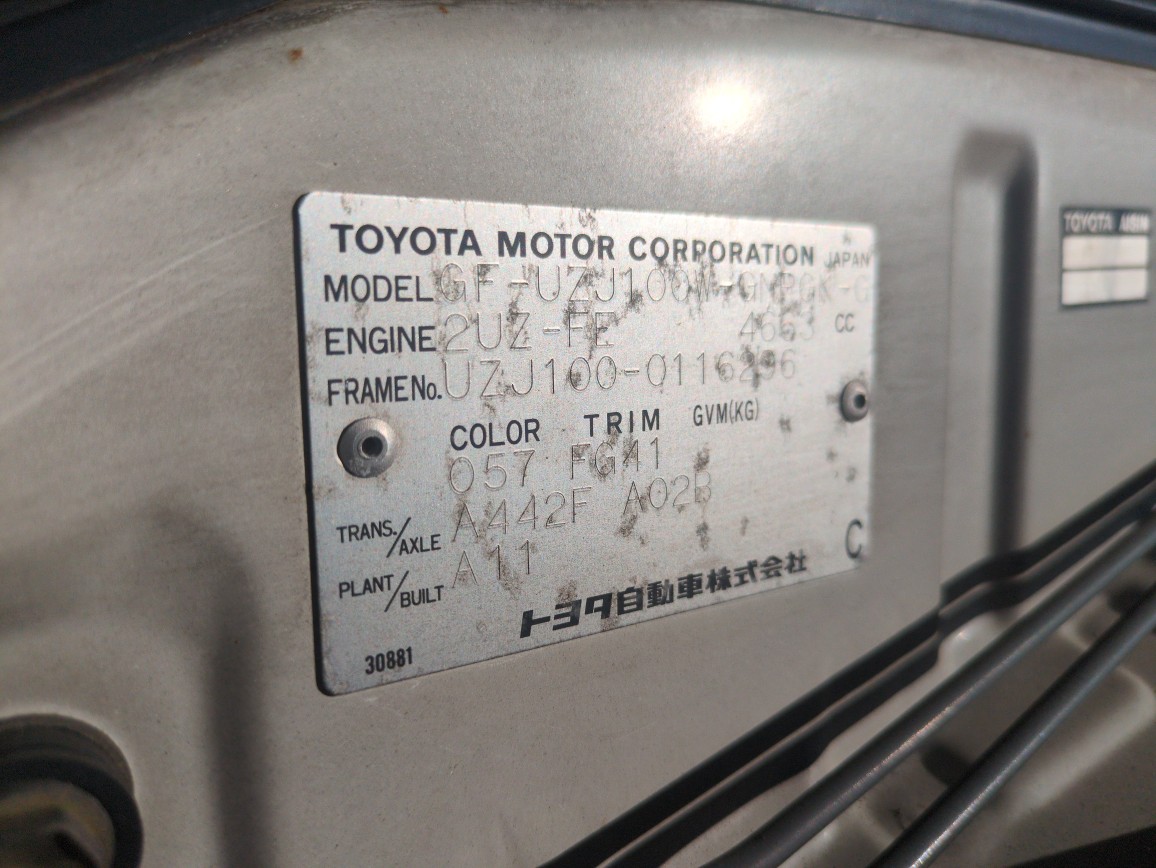 TOYOTA MOTOR CORPORATION JAPAN
MODEL GF-UZJ100W-GNPGK-C
ENGINE 2UZ-FE 4663 CC
FRAME No. UZJ100-0116296
COLOR TRIM GVM(KG)
057 FG41
TRANS./AXLE A442F A02B
PLANT/BUILT A11
C
トヨタ自動車株式会社
30881
TOYOTA AISIN